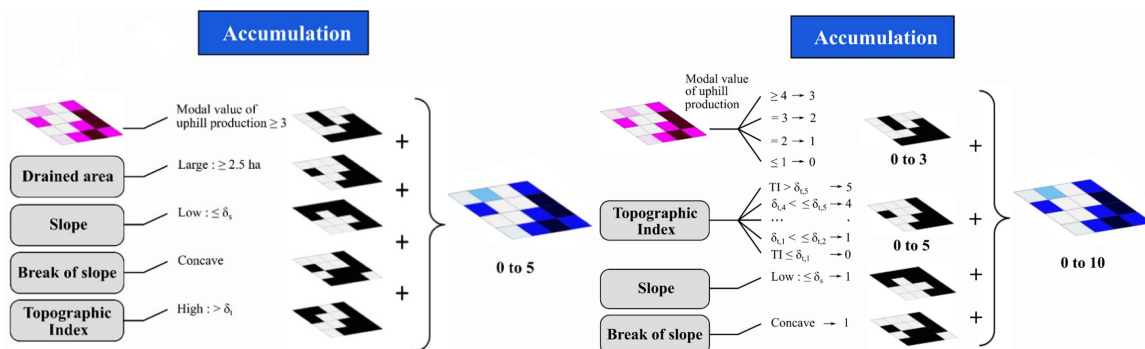 Accumulation
Modal value of
uphill production ≥ 3
+
Drained area
Large : ≥ 2.5 ha
+
Slope
Low : ≤ δs
+
Break of slope
Concave
+
Topographic
Index
High : > δt
0 to 5
Accumulation
Modal value
of uphill
production
≥ 4 → 3
= 3 → 2
= 2 → 1
≤ 1 → 0
0 to 3
+
Topographic
Index
TI > δt,5 → 5
δt,4 < ≤ δt,5 → 4
... .
δt,1 < ≤ δt,2 → 1
TI ≤ δt,1 → 0
0 to 5
+
Slope
Low : ≤ δs → 1
+
Break of slope
Concave → 1
+
0 to 10